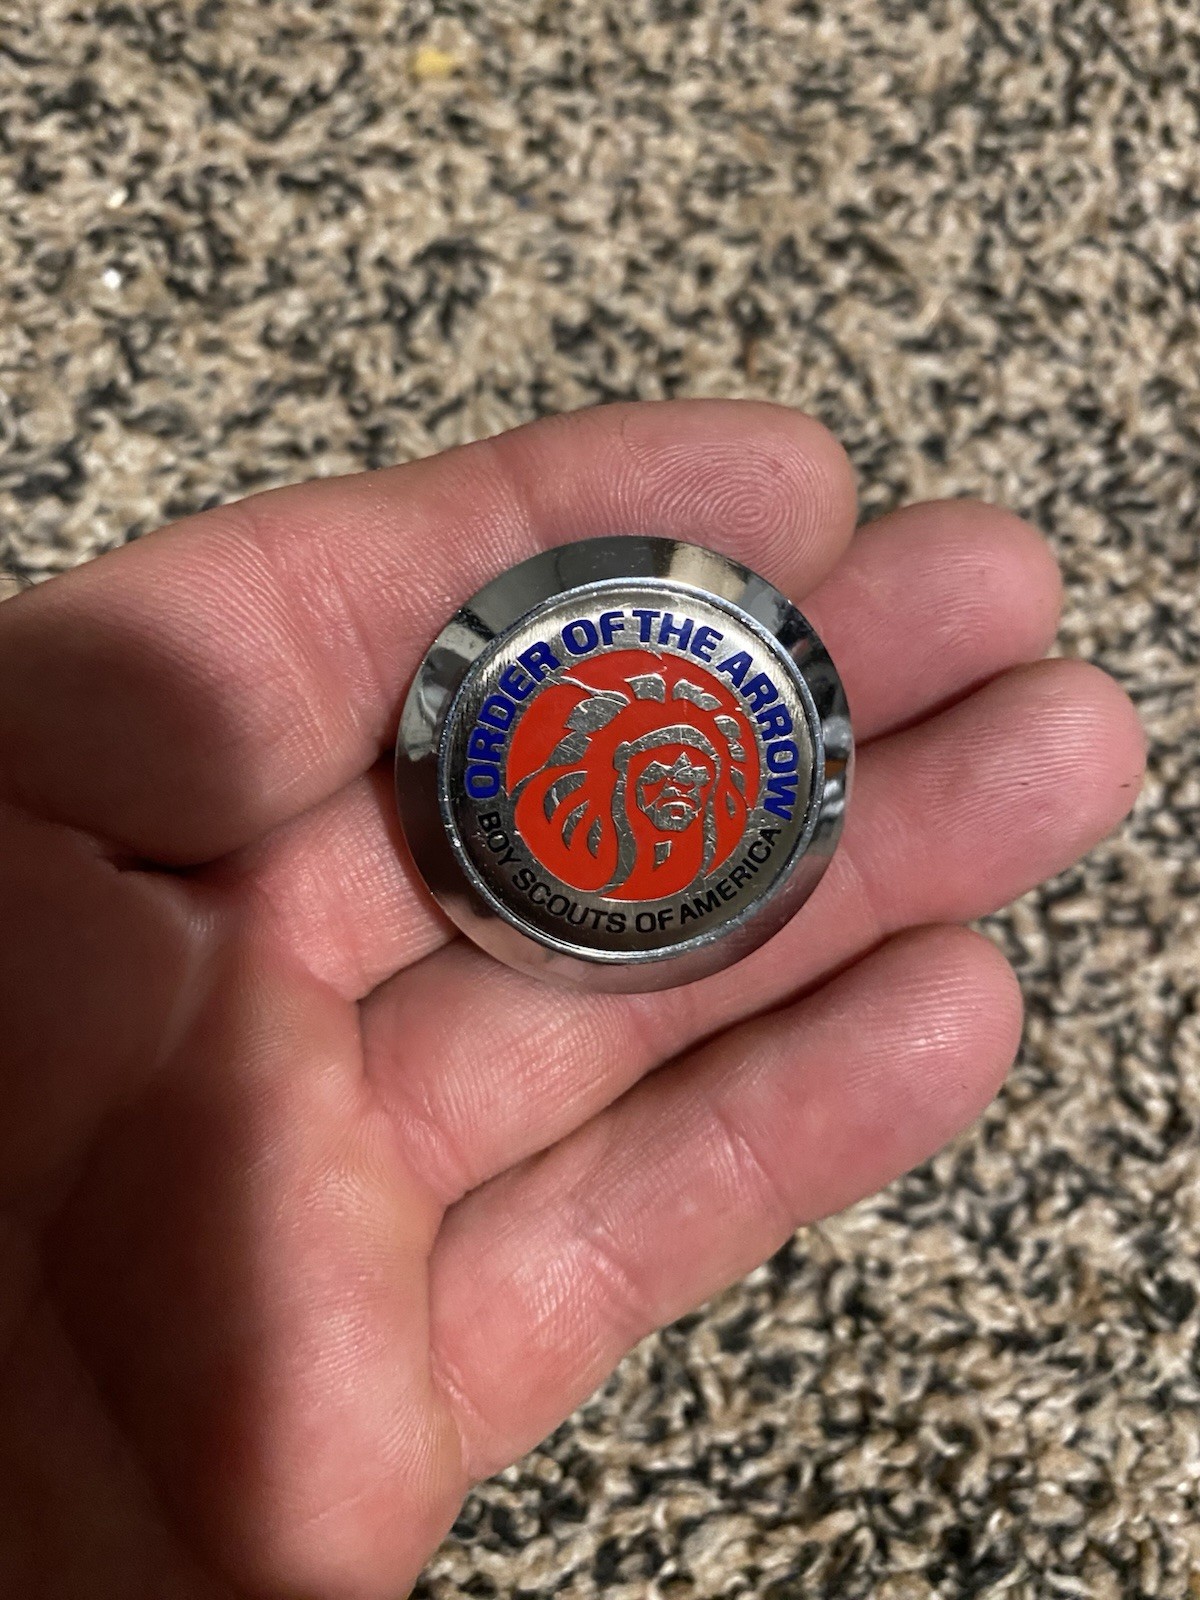 ORDER OF THE ARROW
BOY SCOUTS OF AMERICA